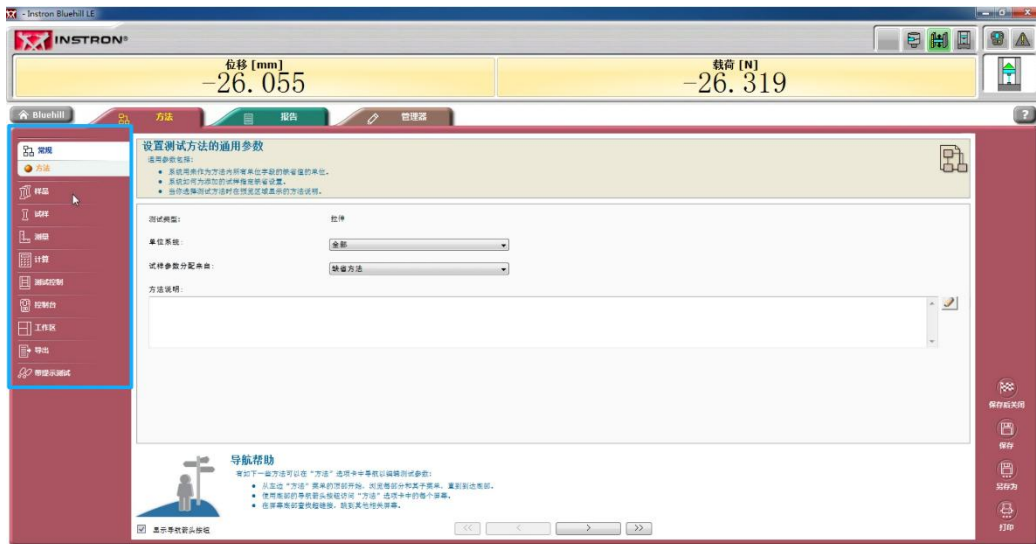 - Instron Bluehill LE
INSTRON®
位移 [mm]
-26.055
载荷 [N]
-26.319
Bluehill
方法
报告
管理器
?
常规
方法
样品
试样
测量
计算
测试控制
控制台
工作区
导出
带提示测试
设置测试方法的通用参数
通用参数包括:
• 系统用来作为方法内所有单位字段的缺省值的单位。
• 系统如何为添加的试样指定缺省设置。
• 当你选择测试方法时在预览区域显示的方法说明。
测试类型: 拉伸
单位系统: 全部
试样参数分配来自: 缺省方法
方法说明:
导航帮助
有如下一些方法可以在“方法”选项卡中导航以编辑测试参数:
• 从左边“方法”菜单的顶部开始, 浏览每部分和其子菜单, 直到到达底部。
• 使用底部的导航箭头按钮访问“方法”选项卡中的每个屏幕。
• 在屏幕底部查找超链接, 跳到其他相关屏幕。
显示导航箭头按钮
<< < > >>
保存后关闭
保存
另存为
打印